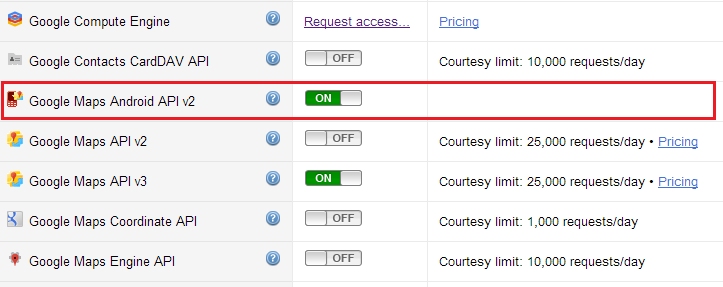 Google Compute Engine ? Request access... Pricing
Google Contacts CardDAV API ? OFF Courtesy limit: 10,000 requests/day
Google Maps Android API v2 ? ON
Google Maps API v2 ? OFF Courtesy limit: 25,000 requests/day • Pricing
Google Maps API v3 ? ON Courtesy limit: 25,000 requests/day • Pricing
Google Maps Coordinate API ? OFF Courtesy limit: 1,000 requests/day
Google Maps Engine API ? OFF Courtesy limit: 10,000 requests/day